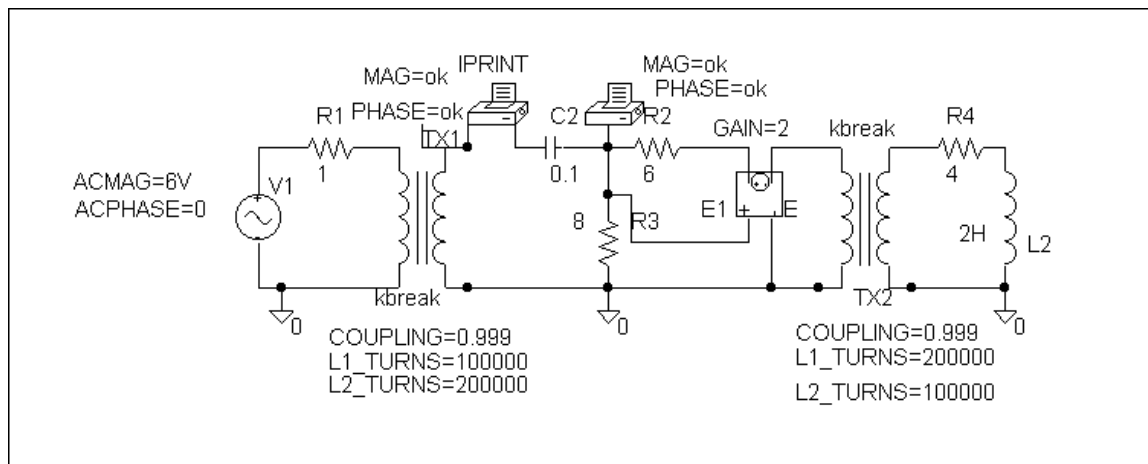 IPRINT
MAG=ok
MAG=ok
PHASE=ok
PHASE=ok
R1
TX1
C2
R2
GAIN=2
kbreak
R4
ACMAG=6V
ACPHASE=0
V1
1
0.1
6
4
8
R3
E1
+
-
E
2H
L2
kbreak
TX2
0
0
0
COUPLING=0.999
L1_TURNS=100000
L2_TURNS=200000
COUPLING=0.999
L1_TURNS=200000
L2_TURNS=100000